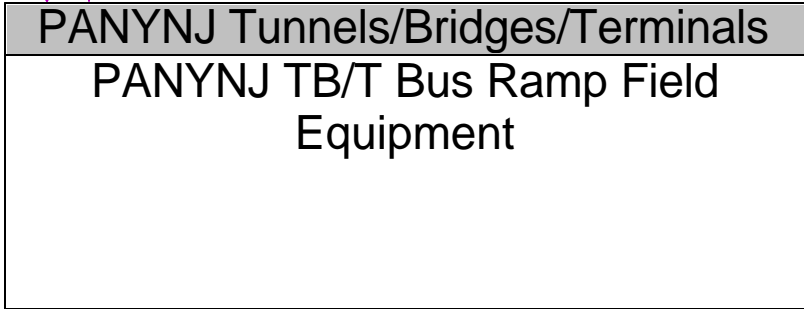 PANYNJ Tunnels/Bridges/Terminals
PANYNJ TB/T Bus Ramp Field
Equipment